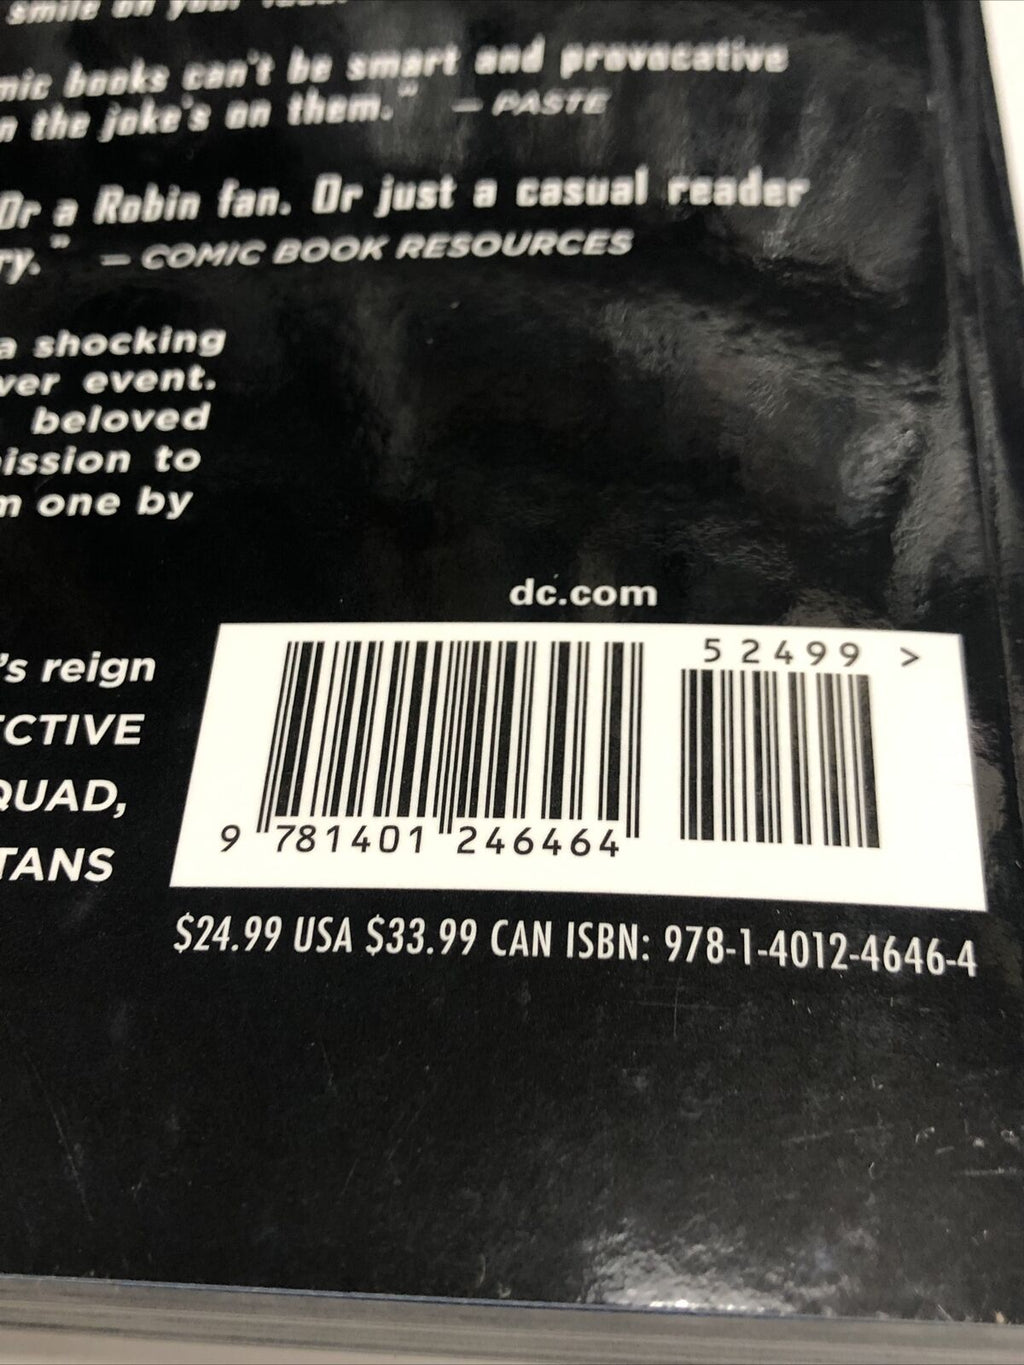 smile on your
mic books can't be smart and provocative
n the joke's on them." — PASTE
Or a Robin fan. Or just a casual reader
ry." — COMIC BOOK RESOURCES
a shocking
ver event.
beloved
ission to
m one by
dc.com
's reign
ECTIVE
QUAD,
TANS
52499 >
9 781401 246464
$24.99 USA $33.99 CAN ISBN: 978-1-4012-4646-4